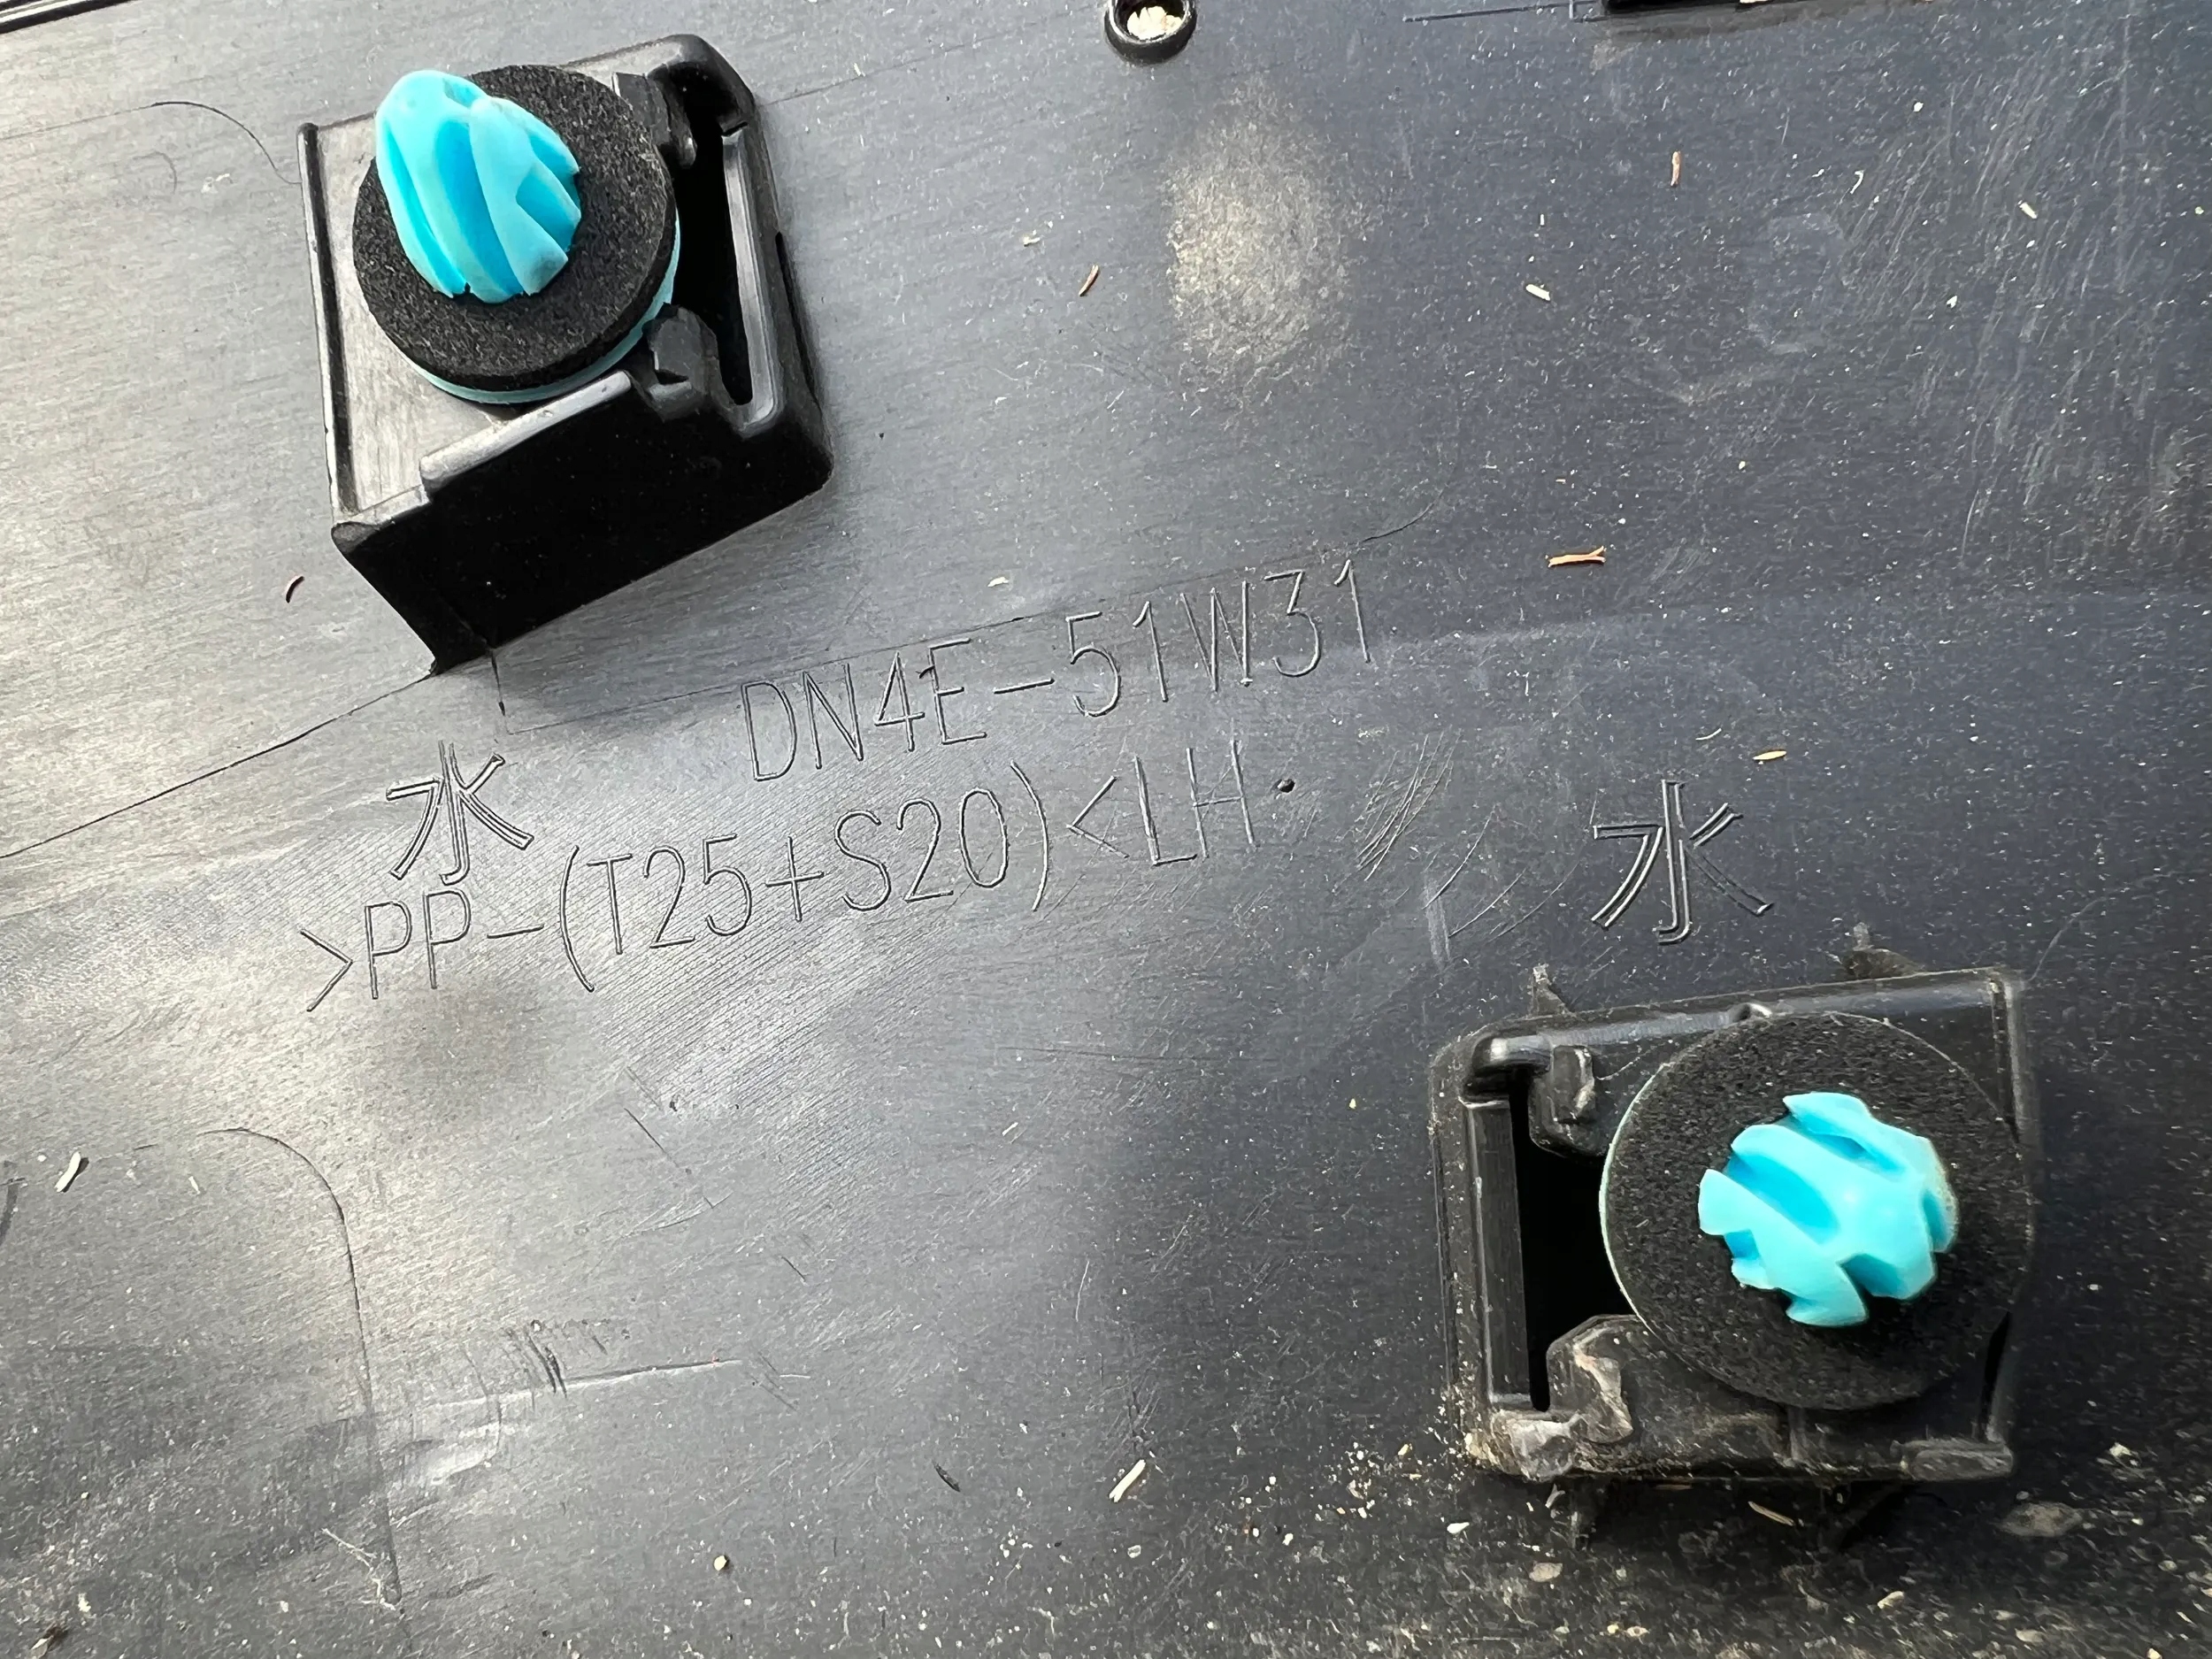 DN4E-51W31
水
>PP-(T25+S20)<LH
水